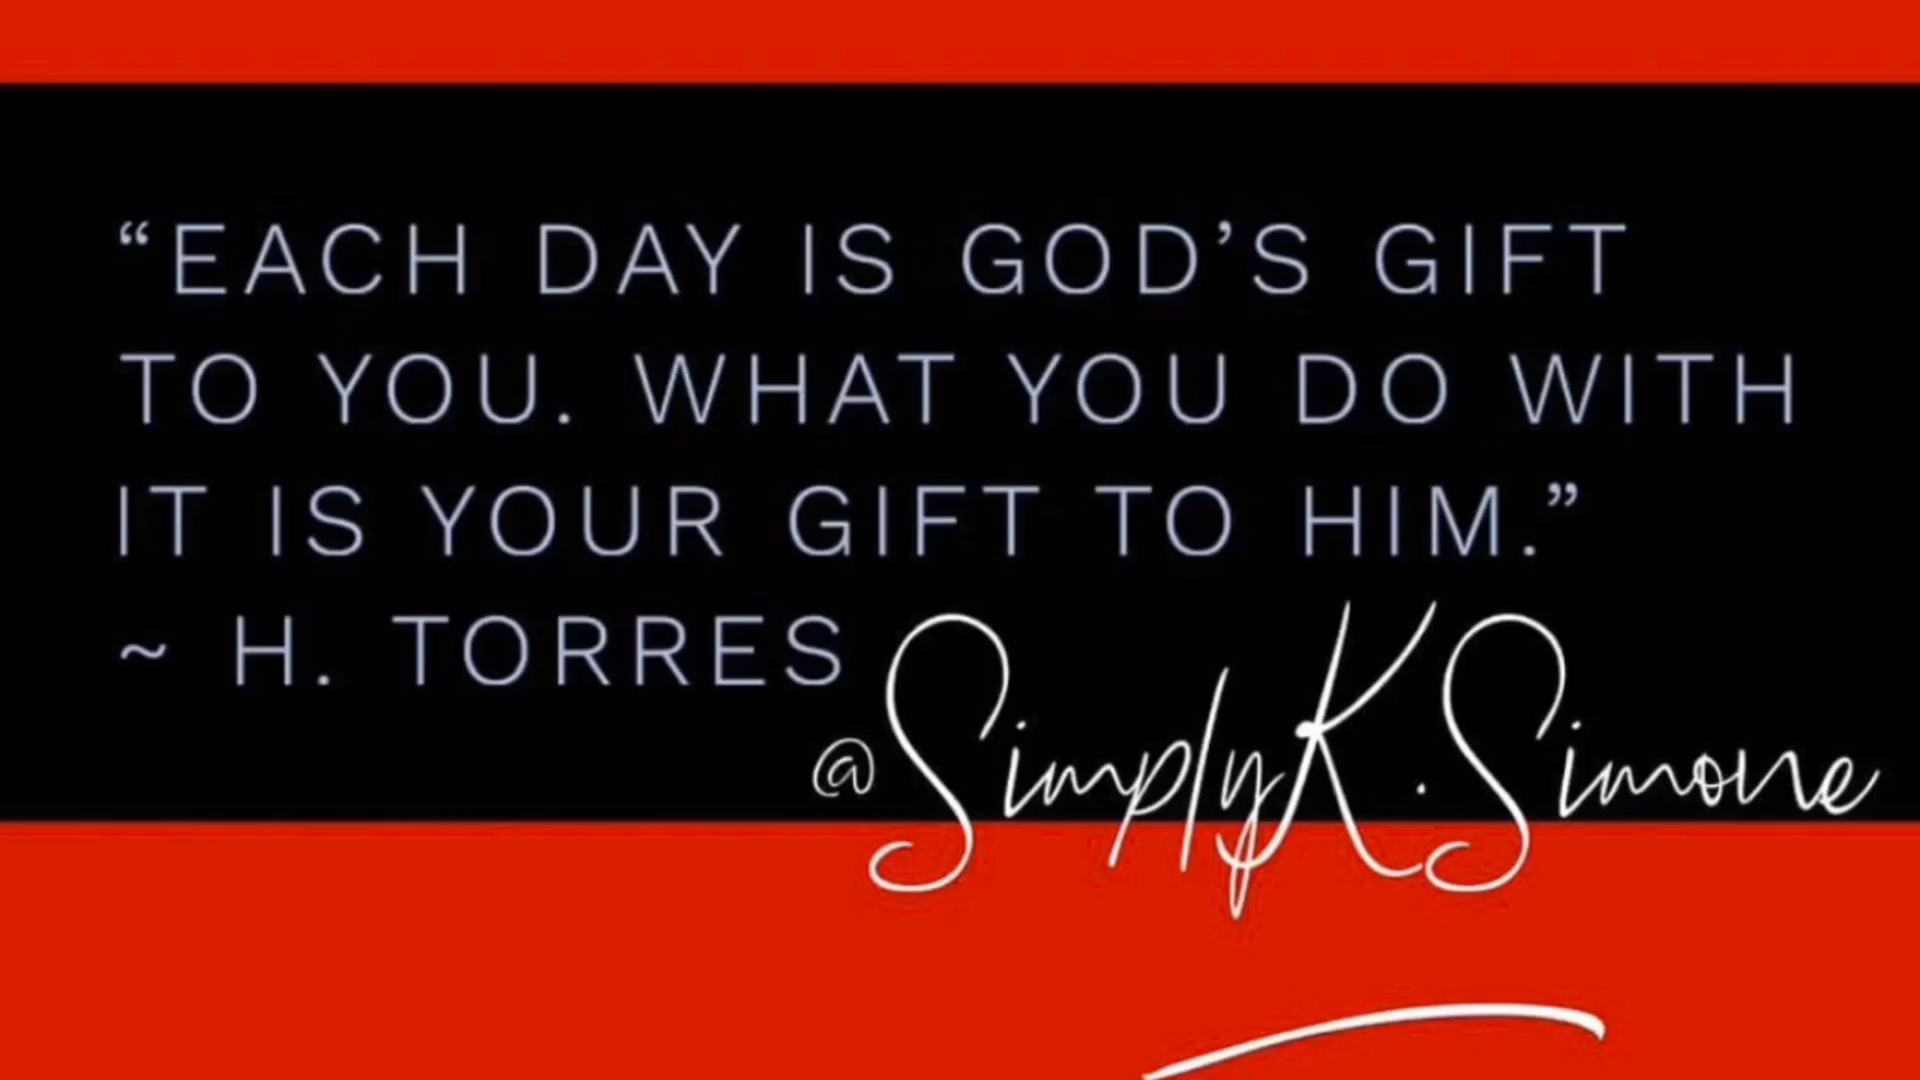 “EACH DAY IS GOD’S GIFT
TO YOU. WHAT YOU DO WITH
IT IS YOUR GIFT TO HIM.”
~ H. TORRES
@SimplyK.Simone